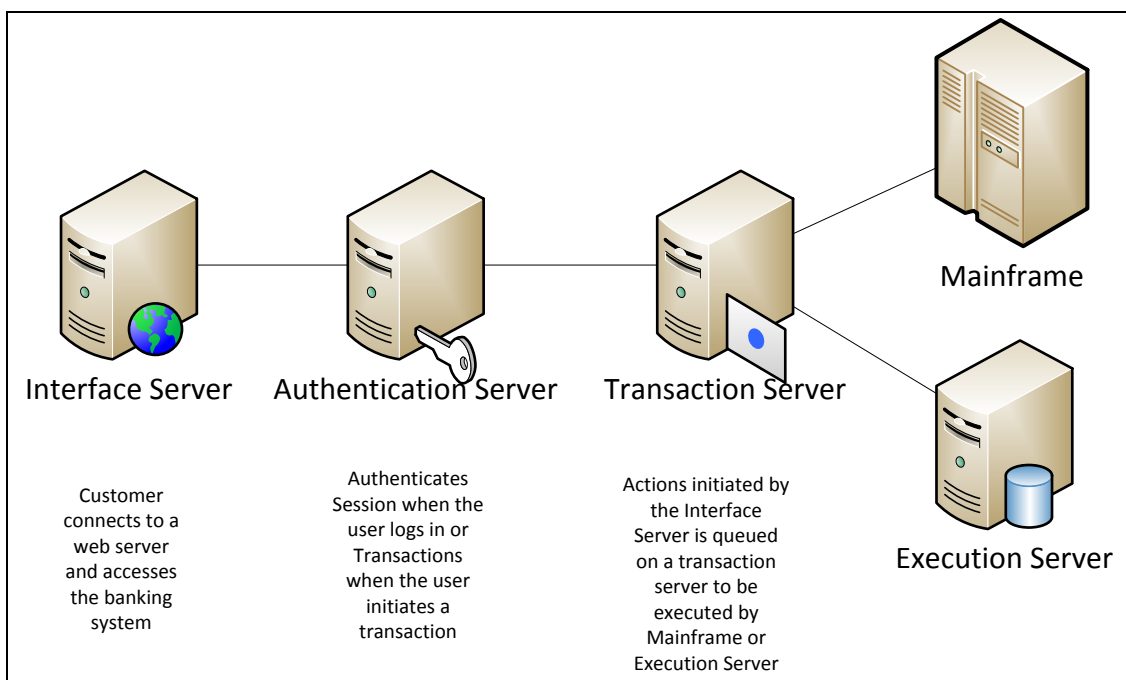 Mainframe
Interface Server
Authentication Server
Transaction Server
Execution Server
Customer
connects to a
web server
and accesses
the banking
system
Authenticates
Session when the
user logs in or
Transactions
when the user
initiates a
transaction
Actions initiated by
the Interface
Server is queued
on a transaction
server to be
executed by
Mainframe or
Execution Server